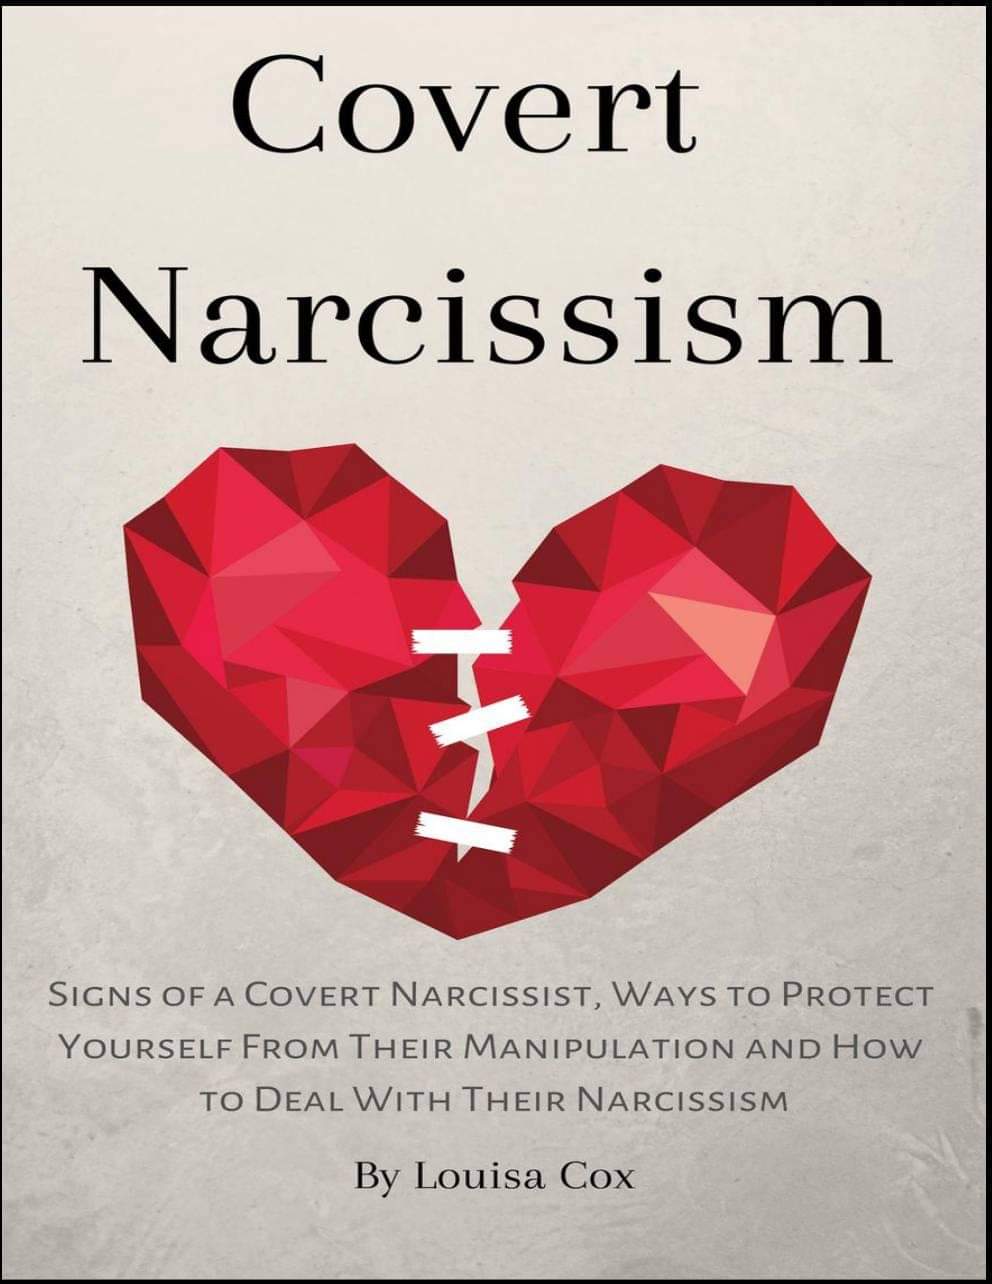 Covert
Narcissism
Signs of a Covert Narcissist, Ways to Protect
Yourself From Their Manipulation and How
to Deal With Their Narcissism
By Louisa Cox